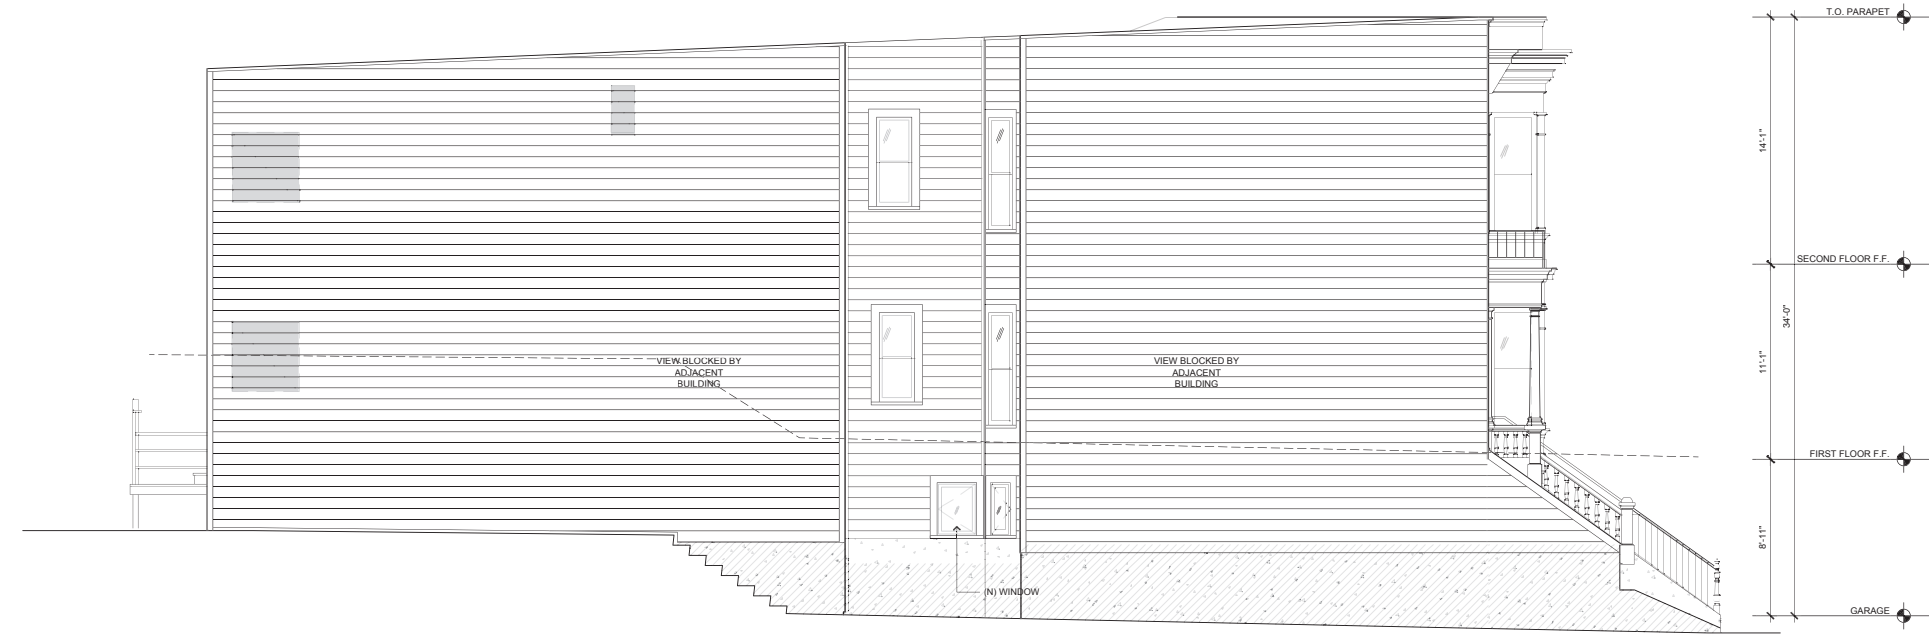 T.O. PARAPET
14'-1"
SECOND FLOOR F.F.
34'-0"
VIEW BLOCKED BY
ADJACENT
BUILDING
VIEW BLOCKED BY
ADJACENT
BUILDING
11'-1"
FIRST FLOOR F.F.
8'-11"
(N) WINDOW
GARAGE